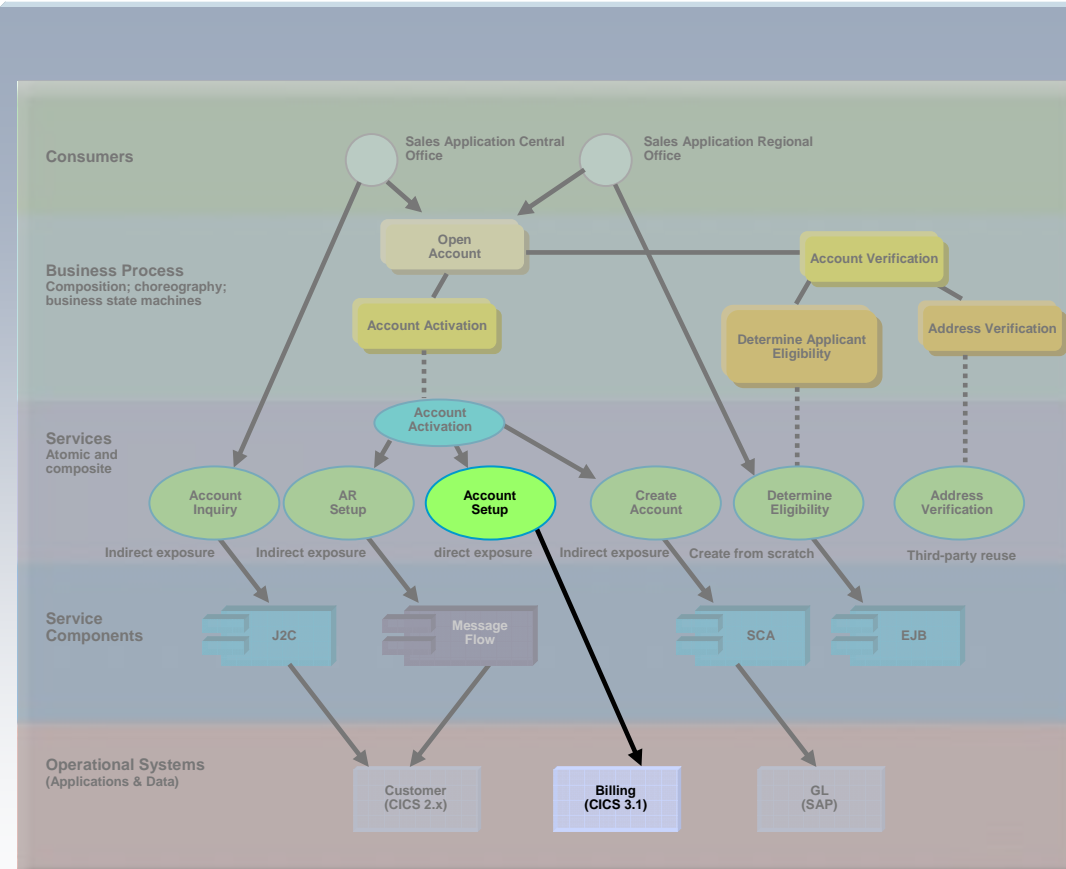 Consumers
Sales Application Central
Office
Sales Application Regional
Office
Open
Account
Account Verification
Business Process
Composition; choreography;
business state machines
Account Activation
Determine Applicant
Eligibility
Address Verification
Account
Activation
Services
Atomic and
composite
Account
Inquiry
AR
Setup
Account
Setup
Create
Account
Determine
Eligibility
Address
Verification
Indirect exposure
Indirect exposure
direct exposure
Indirect exposure
Create from scratch
Third-party reuse
Service
Components
J2C
Message
Flow
SCA
EJB
Operational Systems
(Applications & Data)
Customer
(CICS 2.x)
Billing
(CICS 3.1)
GL
(SAP)